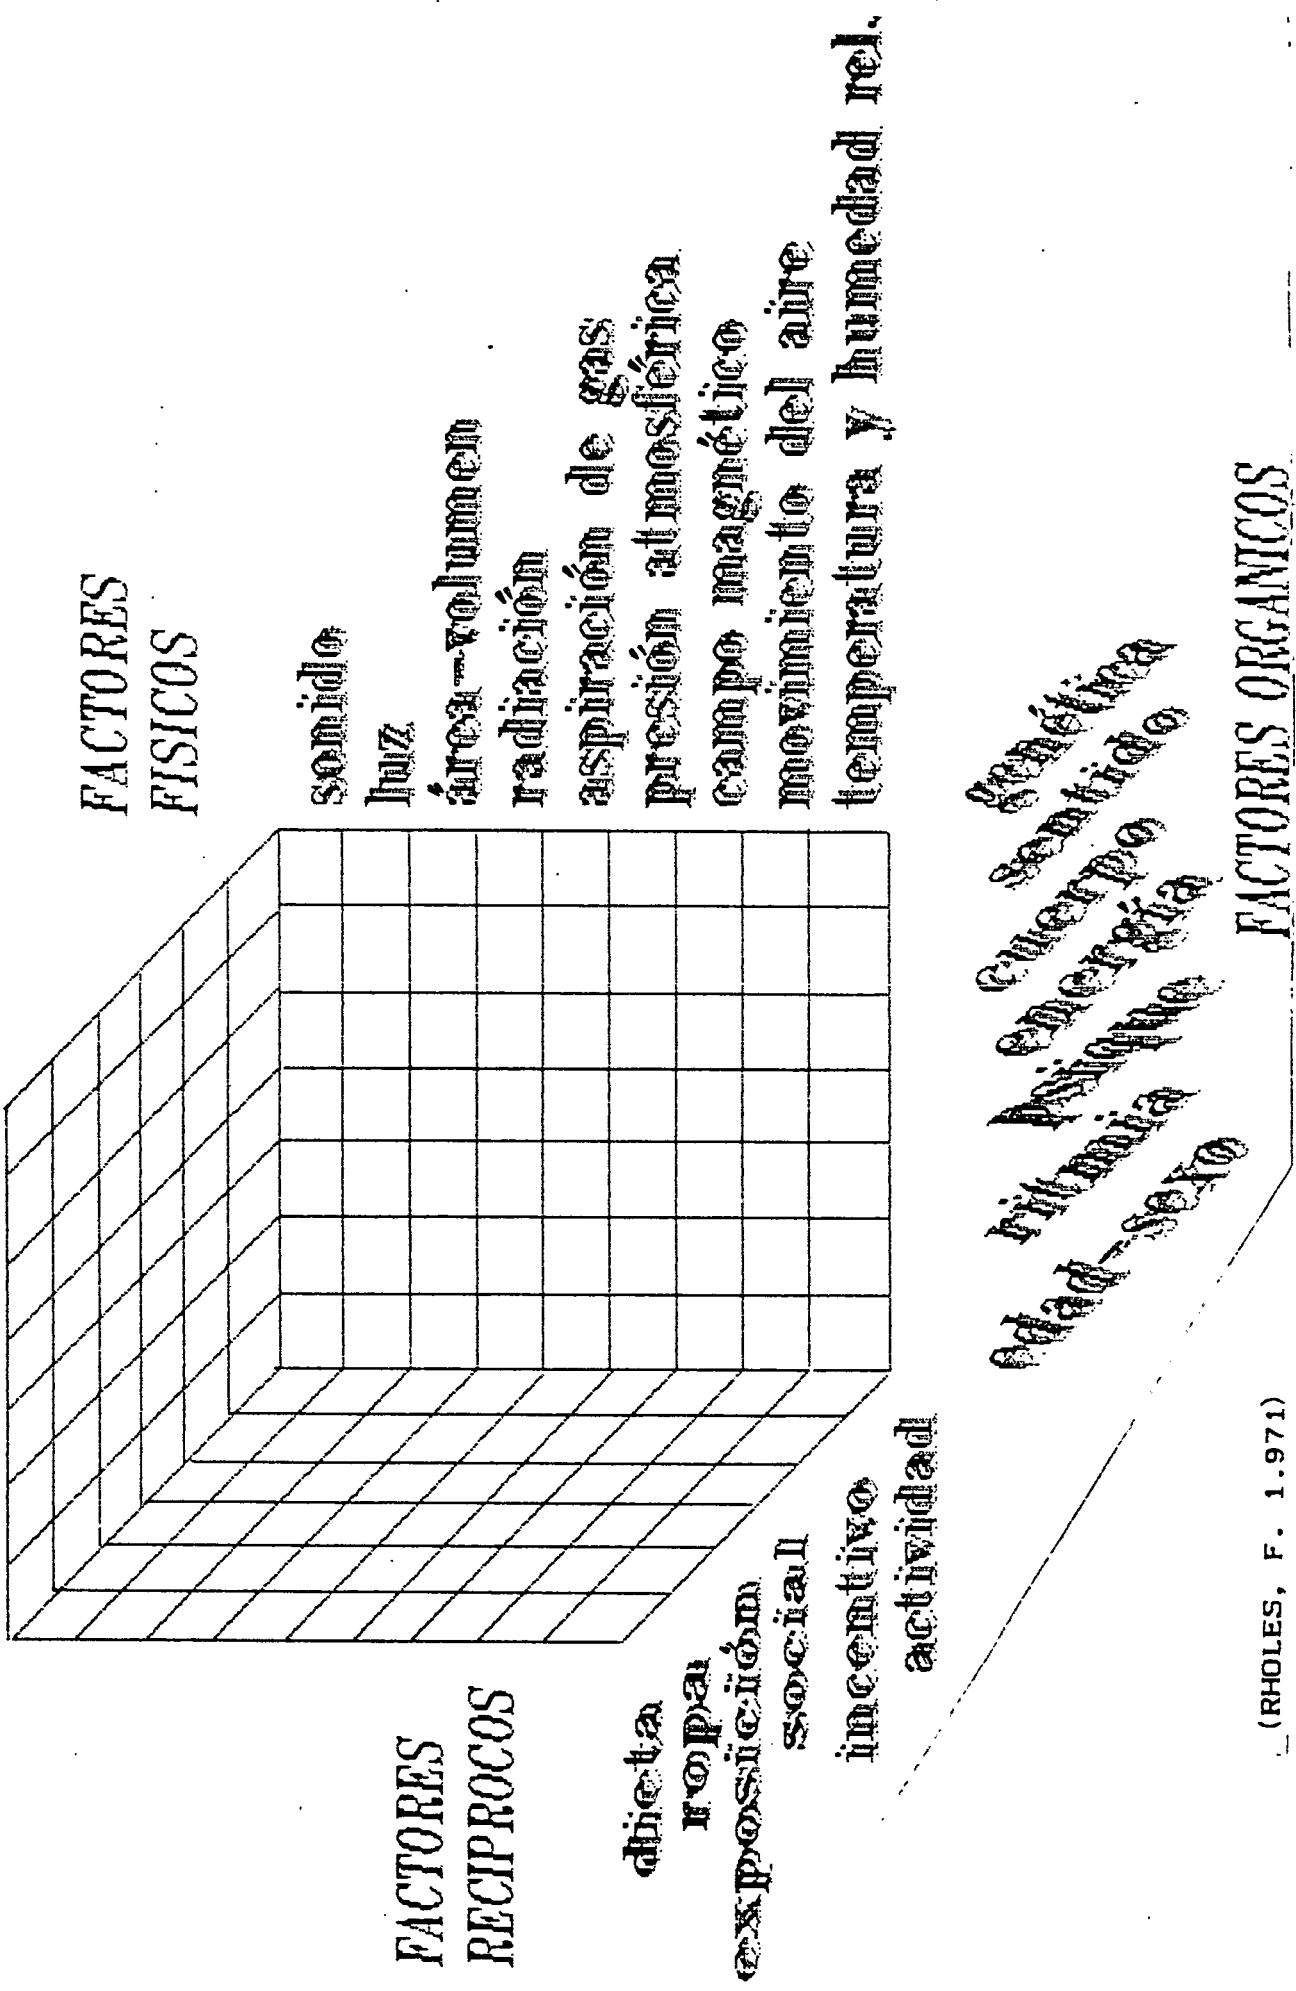 FACTORES
FISICOS
sonido
luz
área-volumen
radiación
aspiración de gas
presión atmosférica
campo magnético
movimiento del aire
temperatura y humedad rel.
FACTORES
RECIPROCOS
dieta
ropa
exposición
social
incentivo
actividad
edad-sexo
ritmia
psique
energía
cuerpo
sentido
genética
FACTORES ORGANICOS
(RHOLES, F. 1.971)